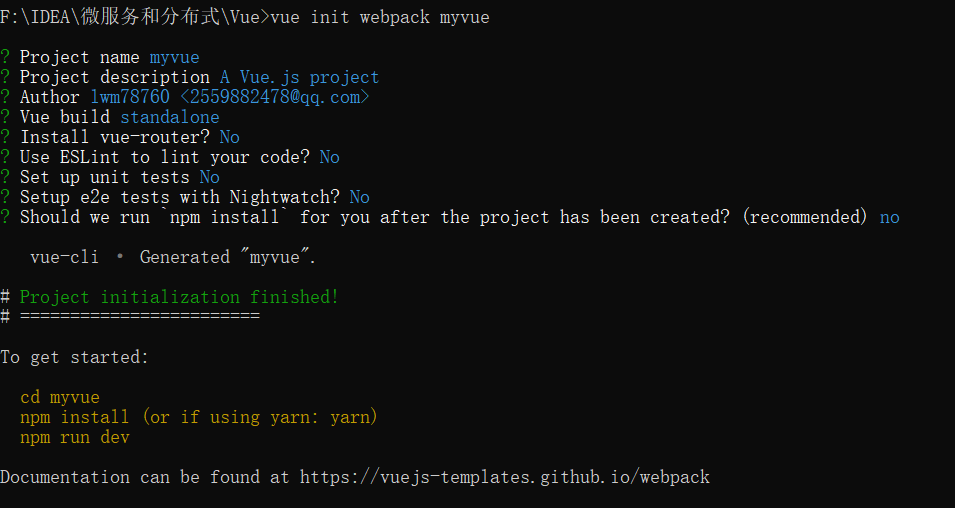 F:\IDEA\微服务和分布式\Vue>vue init webpack myvue
? Project name myvue
? Project description A Vue.js project
? Author lwm78760 <2559882478@qq.com>
? Vue build standalone
? Install vue-router? No
? Use ESLint to lint your code? No
? Set up unit tests No
? Setup e2e tests with Nightwatch? No
? Should we run `npm install` for you after the project has been created? (recommended) no
vue-cli · Generated "myvue".
# Project initialization finished!
# ========================
To get started:
cd myvue
npm install (or if using yarn: yarn)
npm run dev
Documentation can be found at https://vuejs-templates.github.io/webpack